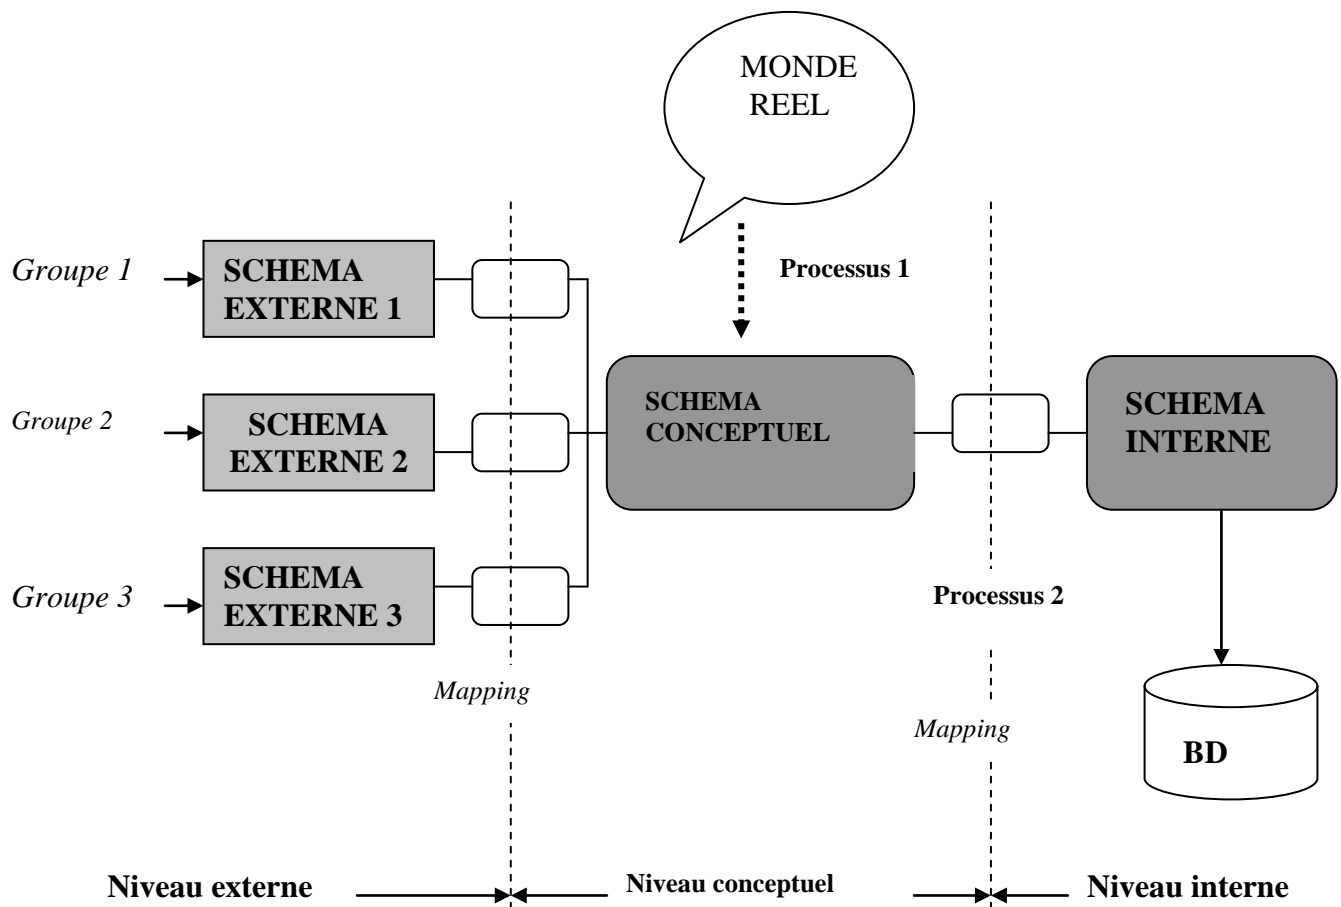 MONDE
REEL
Processus 1
Groupe 1
SCHEMA
EXTERNE 1
Groupe 2
SCHEMA
EXTERNE 2
Groupe 3
SCHEMA
EXTERNE 3
Mapping
SCHEMA
CONCEPTUEL
SCHEMA
INTERNE
Processus 2
Mapping
BD
Niveau externe
Niveau conceptuel
Niveau interne